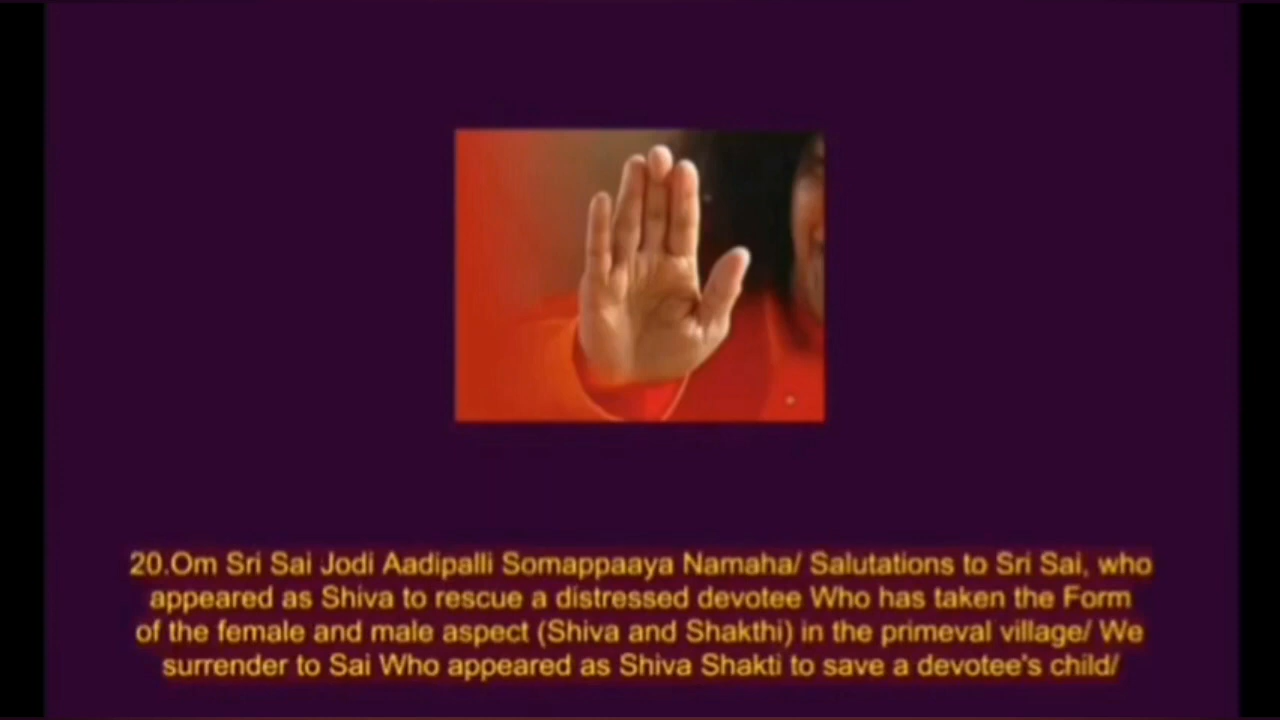 20.Om Sri Sai Jodi Aadipalli Somappaaya Namaha/ Salutations to Sri Sai, who
appeared as Shiva to rescue a distressed devotee Who has taken the Form
of the female and male aspect (Shiva and Shakthi) in the primeval village/ We
surrender to Sai Who appeared as Shiva Shakti to save a devotee's child/